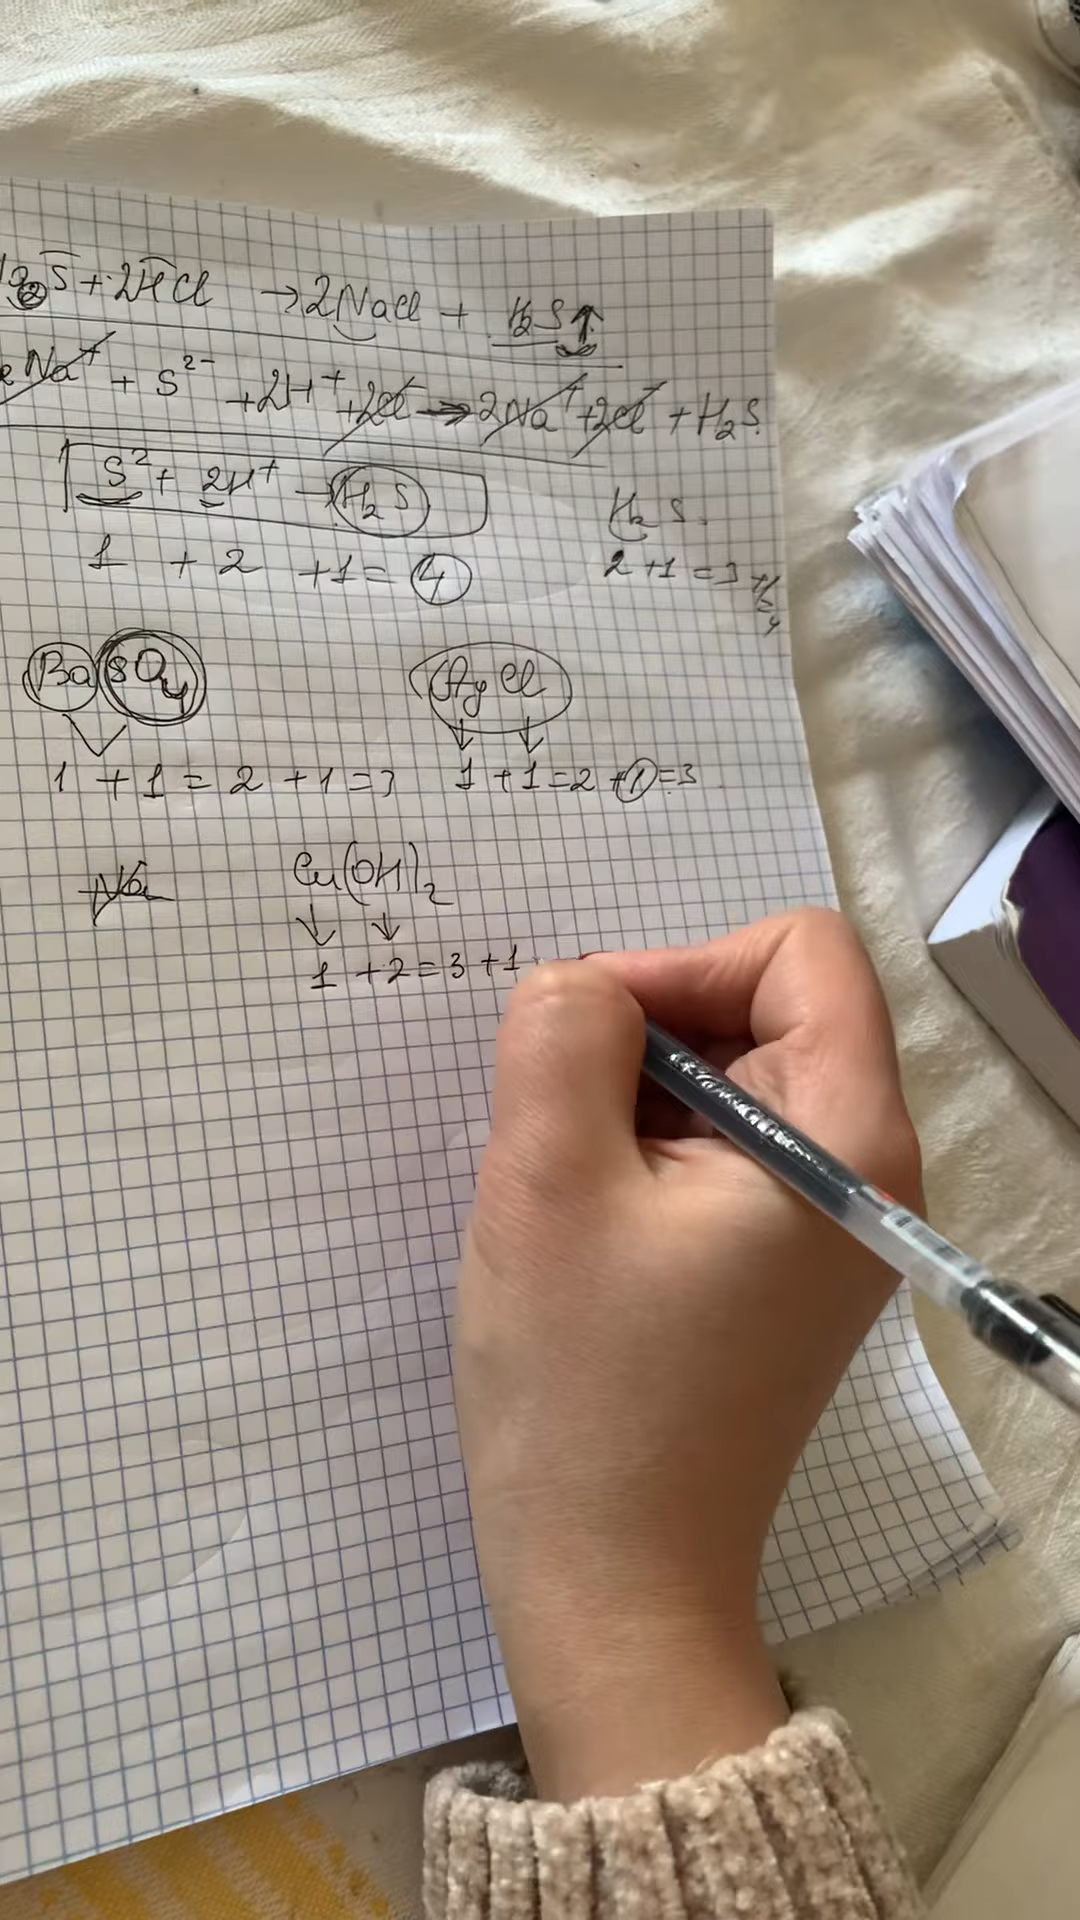 S + 2HCl → 2NaCl + H₂S↑
Na⁺ + S²⁻ + 2H⁺ + 2Cl⁻ → 2Na⁺ + 2Cl⁻ + H₂S
S² + 2H⁺ → H₂S
H₂S
1 + 2 + 1 = 4
2 + 1 = 3 + 1
BaSO₄
AgCl
1 + 1 = 2 + 1 = 3
1 + 1 = 2 + 1 = 3
Na
Cu(OH)₂
1 + 2 = 3 + 1